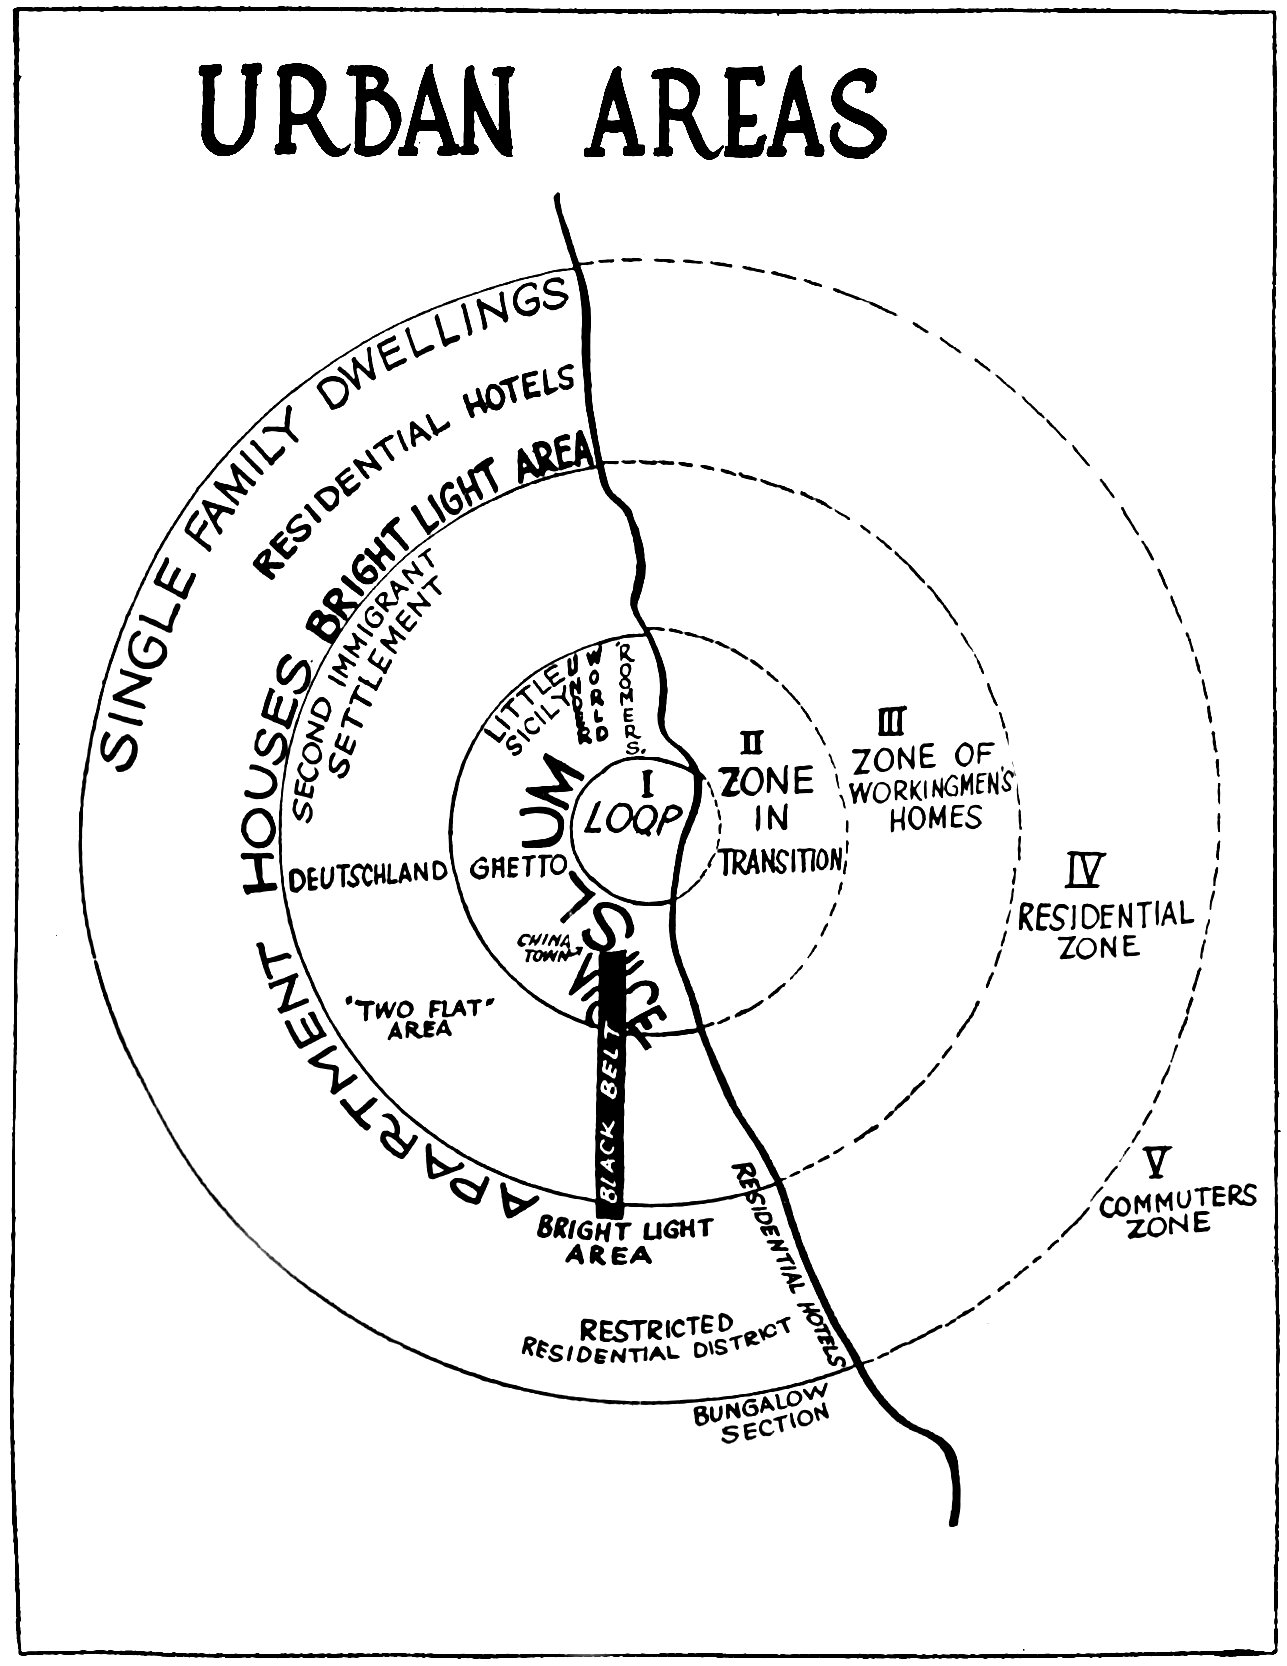 URBAN AREAS
SINGLE FAMILY DWELLINGS
RESIDENTIAL HOTELS
BRIGHT LIGHT AREA
SECOND IMMIGRANT
SETTLEMENT
APARTMENT HOUSES
LITTLE
SICILY
UNDER
WORLD
ROOMERS.
I
LOOP
II
ZONE
IN
TRANSITION
III
ZONE OF
WORKINGMEN'S
HOMES
IV
RESIDENTIAL
ZONE
V
COMMUTERS
ZONE
DEUTSCHLAND
GHETTO
SLUM
CHINA
TOWN
VICE
"TWO FLAT"
AREA
BLACK BELT
BRIGHT LIGHT
AREA
RESIDENTIAL HOTELS
RESTRICTED
RESIDENTIAL DISTRICT
BUNGALOW
SECTION